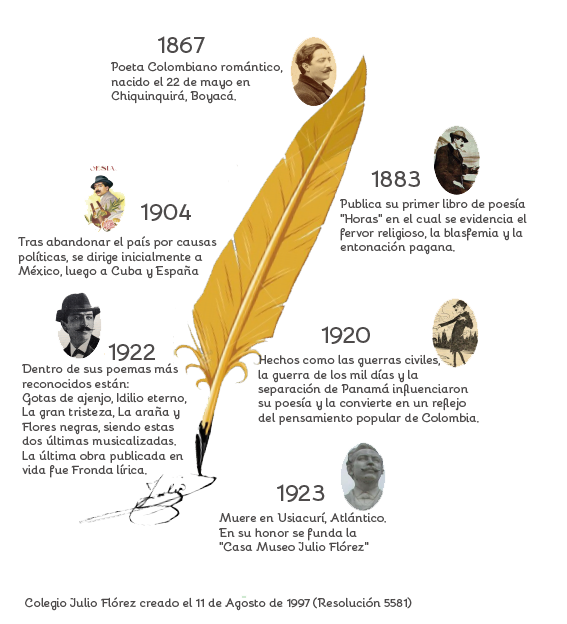 1867
Poeta Colombiano romántico,
nacido el 22 de mayo en
Chiquinquirá, Boyacá.
1883
Publica su primer libro de poesía
"Horas" en el cual se evidencia el
fervor religioso, la blasfemia y la
entonación pagana.
1904
Tras abandonar el país por causas
políticas, se dirige inicialmente a
México, luego a Cuba y España
1920
Hechos como las guerras civiles,
la guerra de los mil días y la
separación de Panamá influenciaron
su poesía y la convierte en un reflejo
del pensamiento popular de Colombia.
1922
Dentro de sus poemas más
reconocidos están:
Gotas de ajenjo, Idilio eterno,
La gran tristeza, La araña y
Flores negras, siendo estas
dos últimas musicalizadas.
La última obra publicada en
vida fue Fronda lírica.
Julio
1923
Muere en Usiacurí, Atlántico.
En su honor se funda la
"Casa Museo Julio Flórez"
Colegio Julio Flórez creado el 11 de Agosto de 1997 (Resolución 5581)